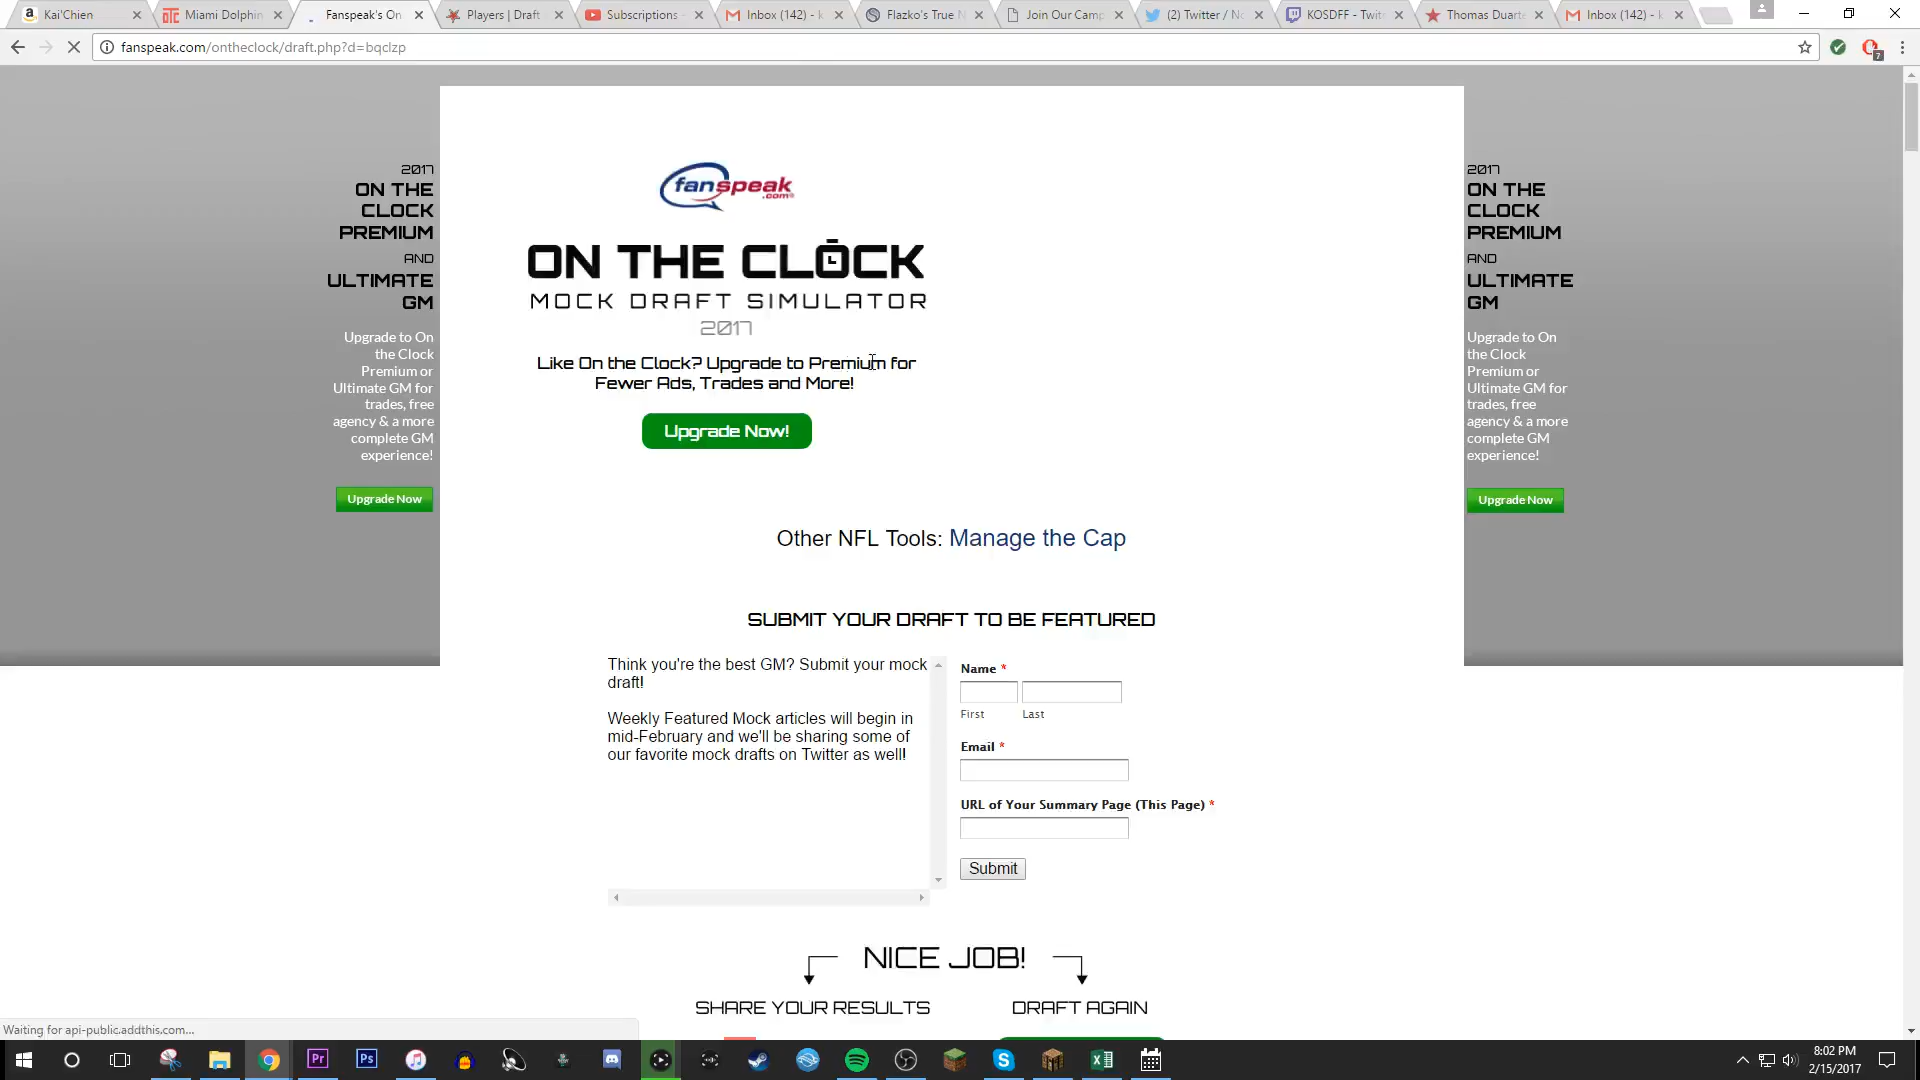 Kai'Chien
Miami Dolphin
Fanspeak's On
Players | Draft
Subscriptions -
Inbox (142) - k
Flazko's True N
Join Our Camp
(2) Twitter / No
KOSDFF - Twit
Thomas Duarte
Inbox (142) - k
fanspeak.com/ontheclock/draft.php?d=bqclzp
7
2017
ON THE
CLOCK
PREMIUM
AND
ULTIMATE
GM
Upgrade to On
the Clock
Premium or
Ultimate GM for
trades, free
agency & a more
complete GM
experience!
Upgrade Now
fanspeak
.com
ON THE CLOCK
MOCK DRAFT SIMULATOR
2017
Like On the Clock? Upgrade to Premium for
Fewer Ads, Trades and More!
Upgrade Now!
2017
ON THE
CLOCK
PREMIUM
AND
ULTIMATE
GM
Upgrade to On
the Clock
Premium or
Ultimate GM for
trades, free
agency & a more
complete GM
experience!
Upgrade Now
Other NFL Tools: Manage the Cap
SUBMIT YOUR DRAFT TO BE FEATURED
Think you're the best GM? Submit your mock
draft!
Weekly Featured Mock articles will begin in
mid-February and we'll be sharing some of
our favorite mock drafts on Twitter as well!
Name *
First Last
Email *
URL of Your Summary Page (This Page) *
Submit
NICE JOB!
SHARE YOUR RESULTS DRAFT AGAIN
Waiting for api-public.addthis.com...
Pr
Ps
8:02 PM
2/15/2017